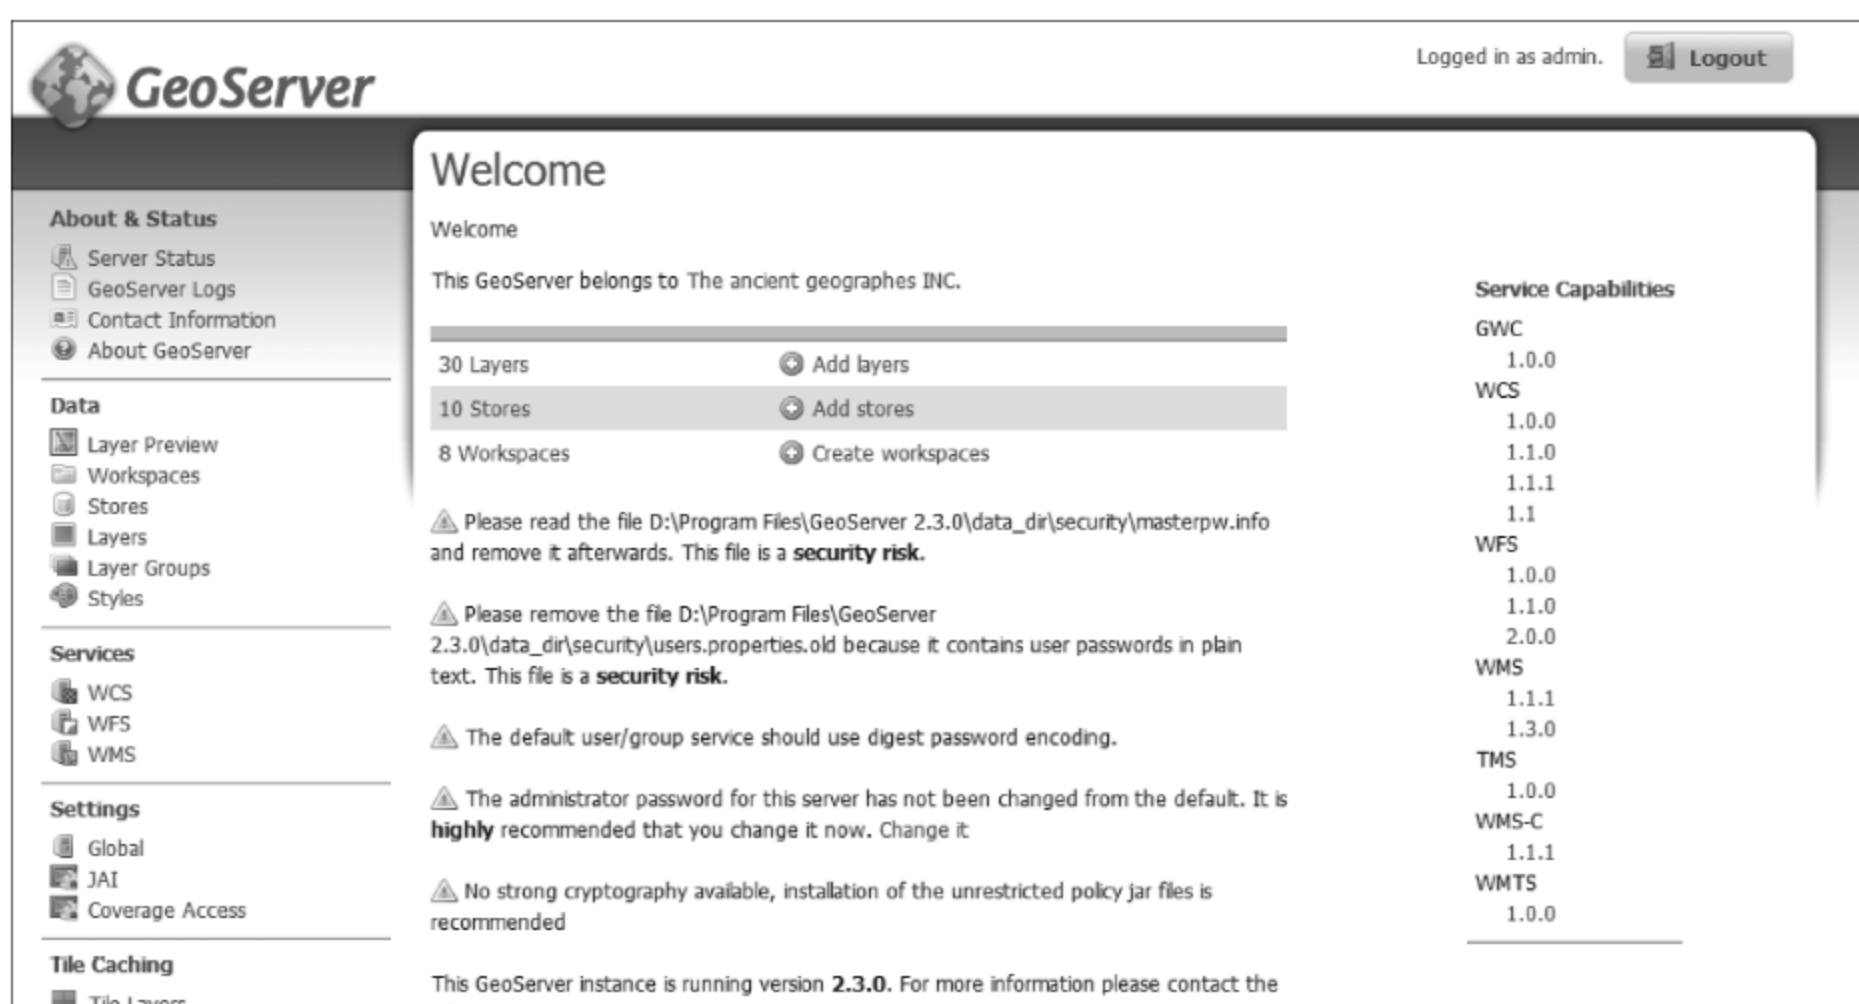 GeoServer
Logged in as admin.
Logout
About & Status
Server Status
GeoServer Logs
Contact Information
About GeoServer
Data
Layer Preview
Workspaces
Stores
Layers
Layer Groups
Styles
Services
WCS
WFS
WMS
Settings
Global
JAI
Coverage Access
Tile Caching
Tile Layers
Welcome
Welcome
This GeoServer belongs to The ancient geographes INC.
30 Layers
Add layers
10 Stores
Add stores
8 Workspaces
Create workspaces
Please read the file D:\Program Files\GeoServer 2.3.0\data_dir\security\masterpw.info
and remove it afterwards. This file is a security risk.
Please remove the file D:\Program Files\GeoServer
2.3.0\data_dir\security\users.properties.old because it contains user passwords in plain
text. This file is a security risk.
The default user/group service should use digest password encoding.
The administrator password for this server has not been changed from the default. It is
highly recommended that you change it now. Change it
No strong cryptography available, installation of the unrestricted policy jar files is
recommended
This GeoServer instance is running version 2.3.0. For more information please contact the
Service Capabilities
GWC
1.0.0
WCS
1.0.0
1.1.0
1.1.1
1.1
WFS
1.0.0
1.1.0
2.0.0
WMS
1.1.1
1.3.0
TMS
1.0.0
WMS-C
1.1.1
WMTS
1.0.0